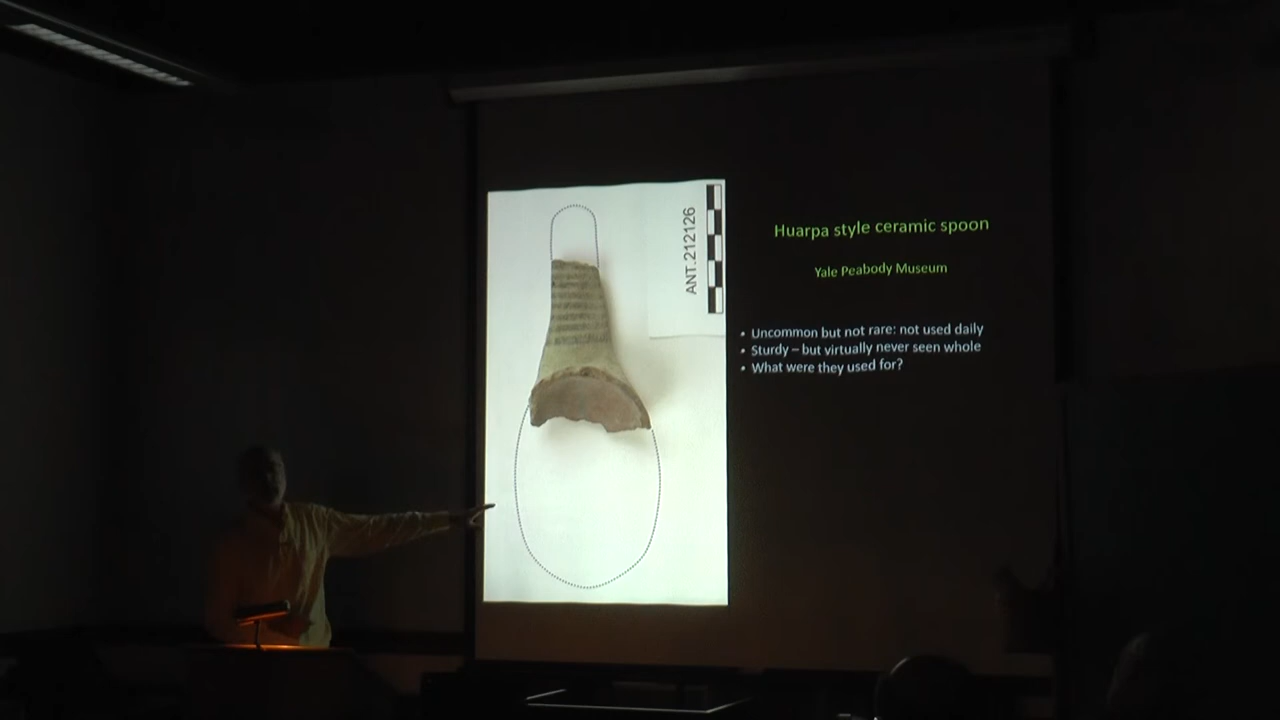 ANT.212126
Huarpa style ceramic spoon
Yale Peabody Museum
• Uncommon but not rare: not used daily
• Sturdy – but virtually never seen whole
• What were they used for?